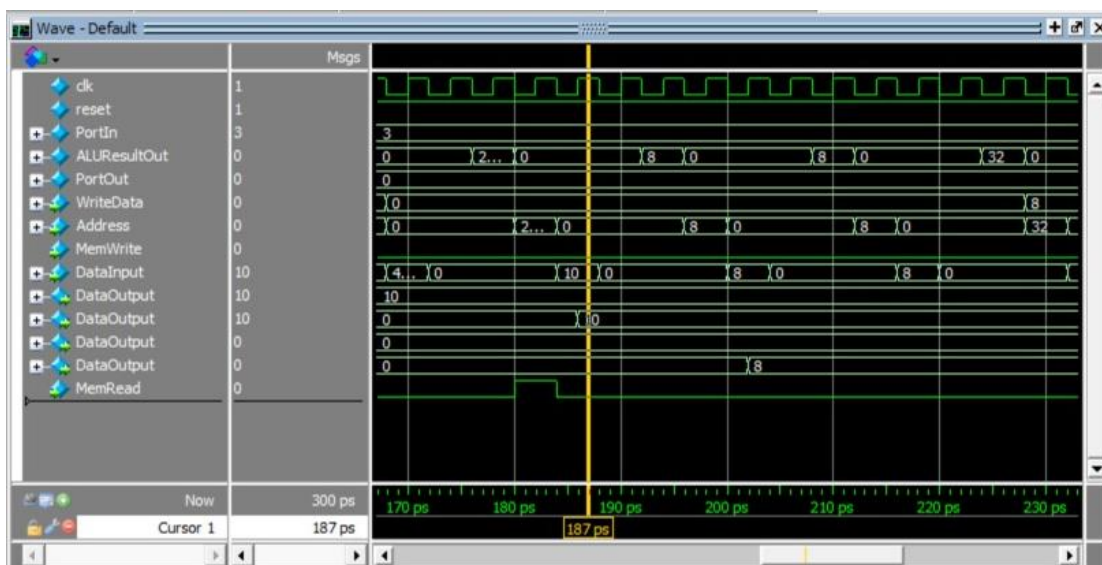 Wave - Default
Msgs
clk 1
reset 1
PortIn 3 3
ALUResultOut 0 0 2... 0 8 0 8 0 32 0
PortOut 0 0
WriteData 0 0 8
Address 0 0 2... 0 8 0 8 0 32
MemWrite 0
DataInput 10 4... 0 10 0 8 0 8 0
DataOutput 10 10
DataOutput 10 0
DataOutput 0 0
DataOutput 0 0 8
MemRead 0
Now 300 ps 170 ps 180 ps 190 ps 200 ps 210 ps 220 ps 230 ps
Cursor 1 187 ps 187 ps